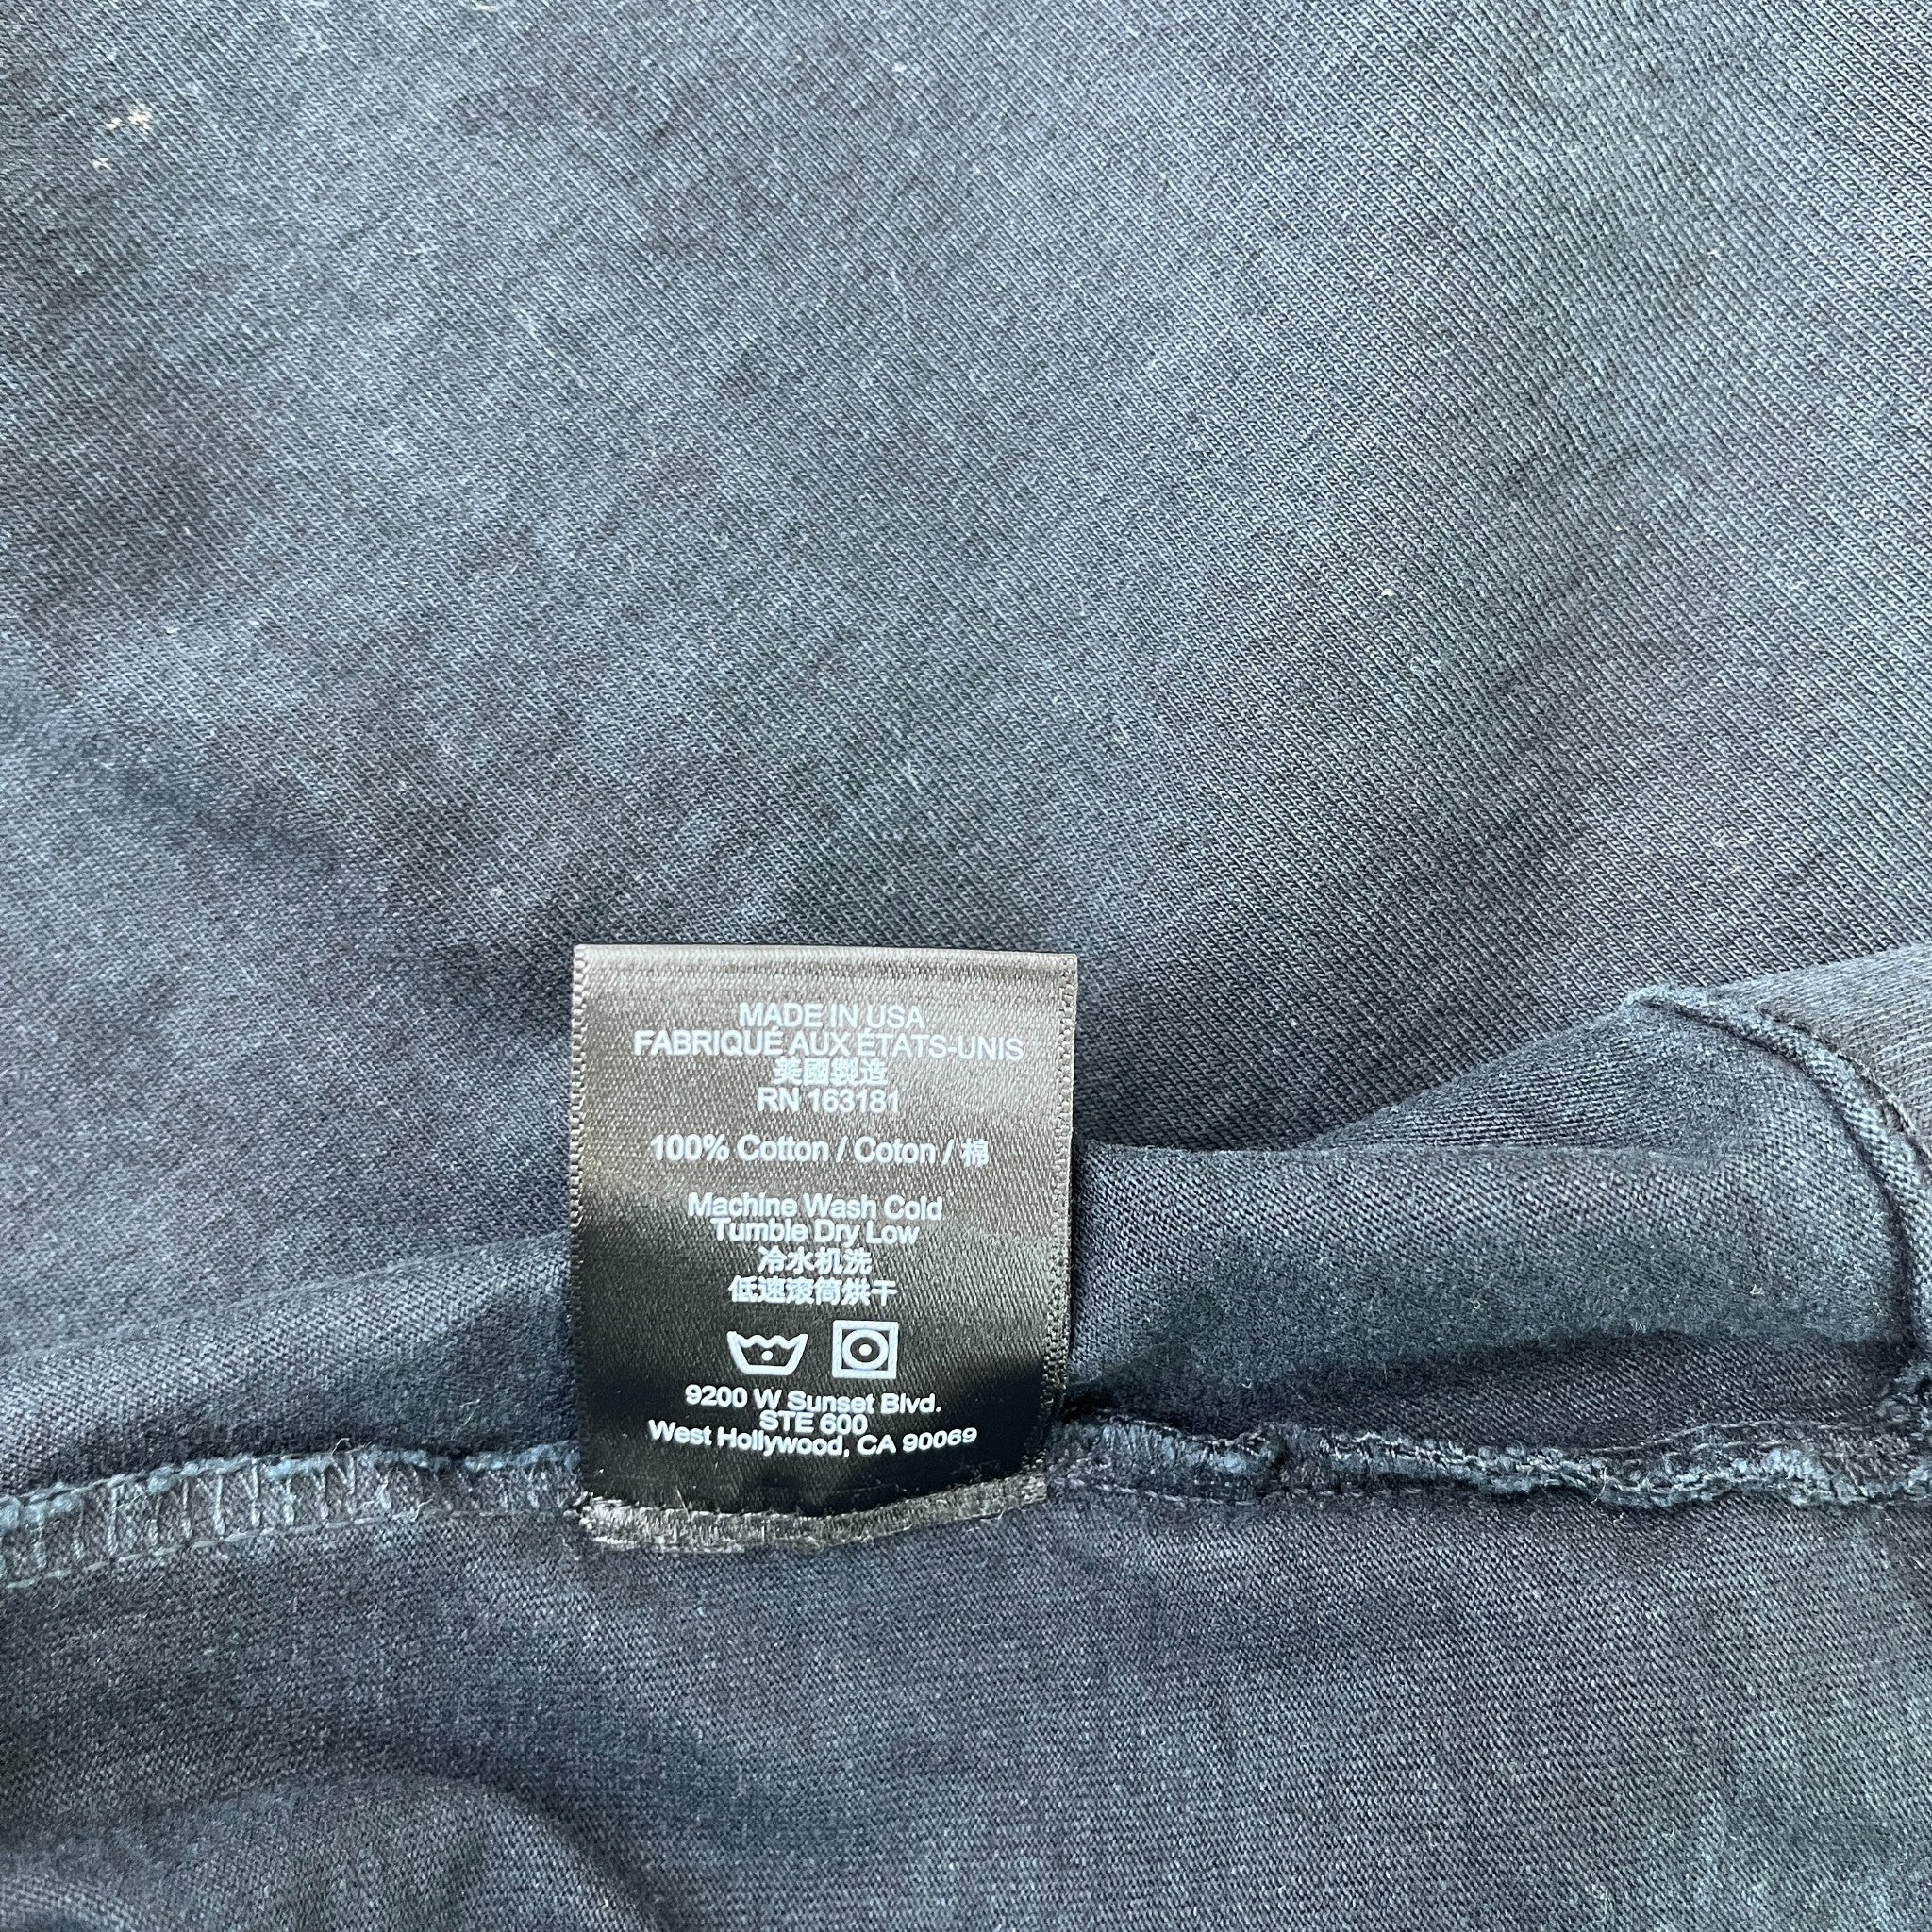 MADE IN USA
FABRIQUÉ AUX ÉTATS-UNIS
美國製造
RN 163181
100% Cotton / Coton / 棉
Machine Wash Cold
Tumble Dry Low
冷水机洗
低速滚筒烘干
9200 W Sunset Blvd.
STE 600
West Hollywood, CA 90069